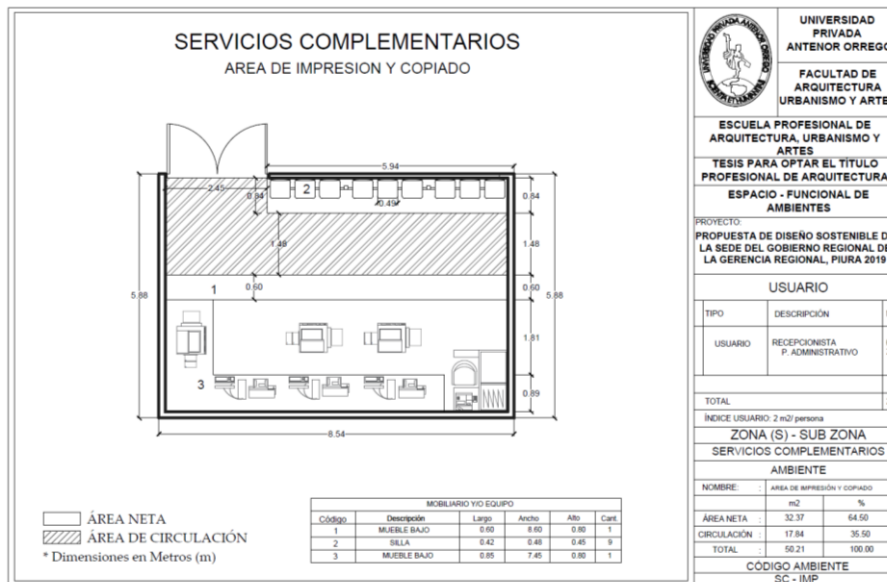 SERVICIOS COMPLEMENTARIOS
AREA DE IMPRESION Y COPIADO
5.94
2.45
2
0.84
0.49
0.84
1.48
1.48
5.88
1
0.60
0.60
5.88
1.81
3
0.89
8.54
ÁREA NETA
ÁREA DE CIRCULACIÓN
* Dimensiones en Metros (m)
MOBILIARIO Y/O EQUIPO
Código Descripción Largo Ancho Alto Cant.
1 MUEBLE BAJO 0.60 8.60 0.80 1
2 SILLA 0.42 0.48 0.45 9
3 MUEBLE BAJO 0.85 7.45 0.80 1
UNIVERSIDAD
PRIVADA
ANTENOR ORREGO
FACULTAD DE
ARQUITECTURA
URBANISMO Y ARTE
ESCUELA PROFESIONAL DE
ARQUITECTURA, URBANISMO Y
ARTES
TESIS PARA OPTAR EL TÍTULO
PROFESIONAL DE ARQUITECTURA
ESPACIO - FUNCIONAL DE
AMBIENTES
PROYECTO:
PROPUESTA DE DISEÑO SOSTENIBLE D
LA SEDE DEL GOBIERNO REGIONAL DE
LA GERENCIA REGIONAL, PIURA 2019
USUARIO
TIPO DESCRIPCIÓN
USUARIO RECEPCIONISTA
P. ADMINISTRATIVO
TOTAL
ÍNDICE USUARIO: 2 m2/ persona
ZONA (S) - SUB ZONA
SERVICIOS COMPLEMENTARIOS
AMBIENTE
NOMBRE: : AREA DE IMPRESIÓN Y COPIADO
m2 %
ÁREA NETA : 32.37 64.50
CIRCULACIÓN : 17.84 35.50
TOTAL : 50.21 100.00
CÓDIGO AMBIENTE
SC - IMP